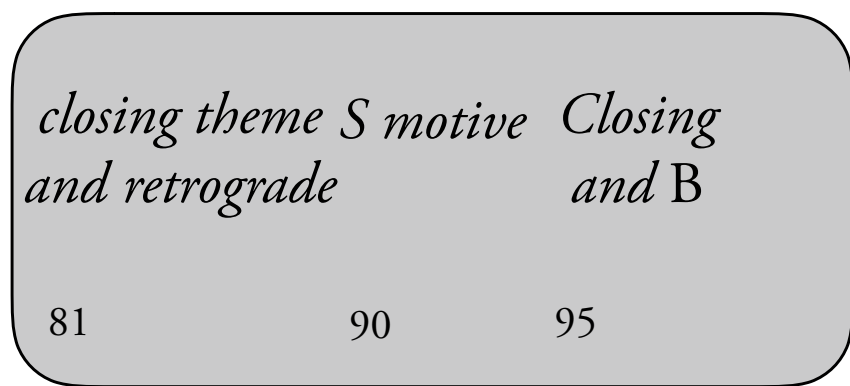 closing theme
and retrograde
S motive
Closing
and B
81
90
95